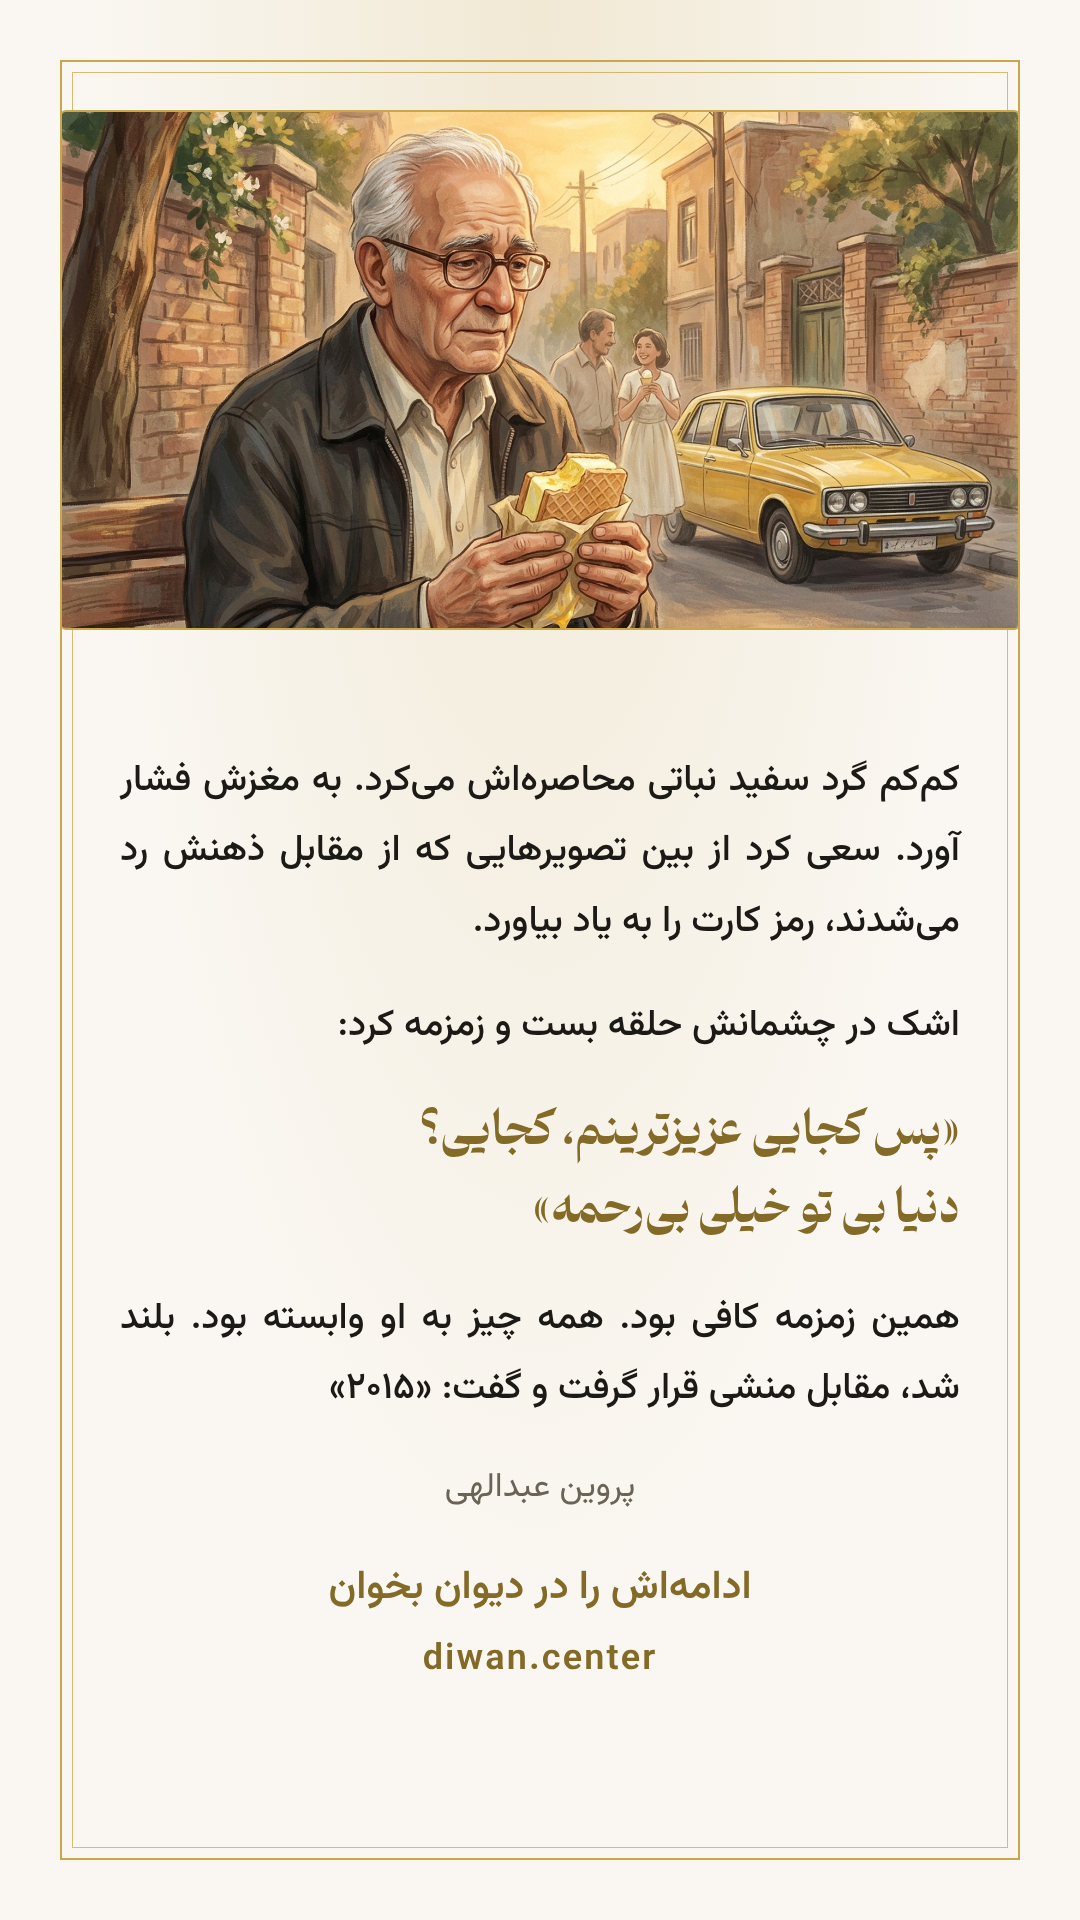 کم‌کم گرد سفید نباتی محاصره‌اش می‌کرد. به مغزش فشار
آورد. سعی کرد از بین تصویرهایی که از مقابل ذهنش رد
می‌شدند، رمز کارت را به یاد بیاورد.
اشک در چشمانش حلقه بست و زمزمه کرد:
«پس کجایی عزیزترینم، کجایی؟
دنیا بی تو خیلی بی‌رحمه»
همین زمزمه کافی بود. همه چیز به او وابسته بود. بلند
شد، مقابل منشی قرار گرفت و گفت: «۲۰۱۵»
پروین عبدالهی
ادامه‌اش را در دیوان بخوان
diwan.center